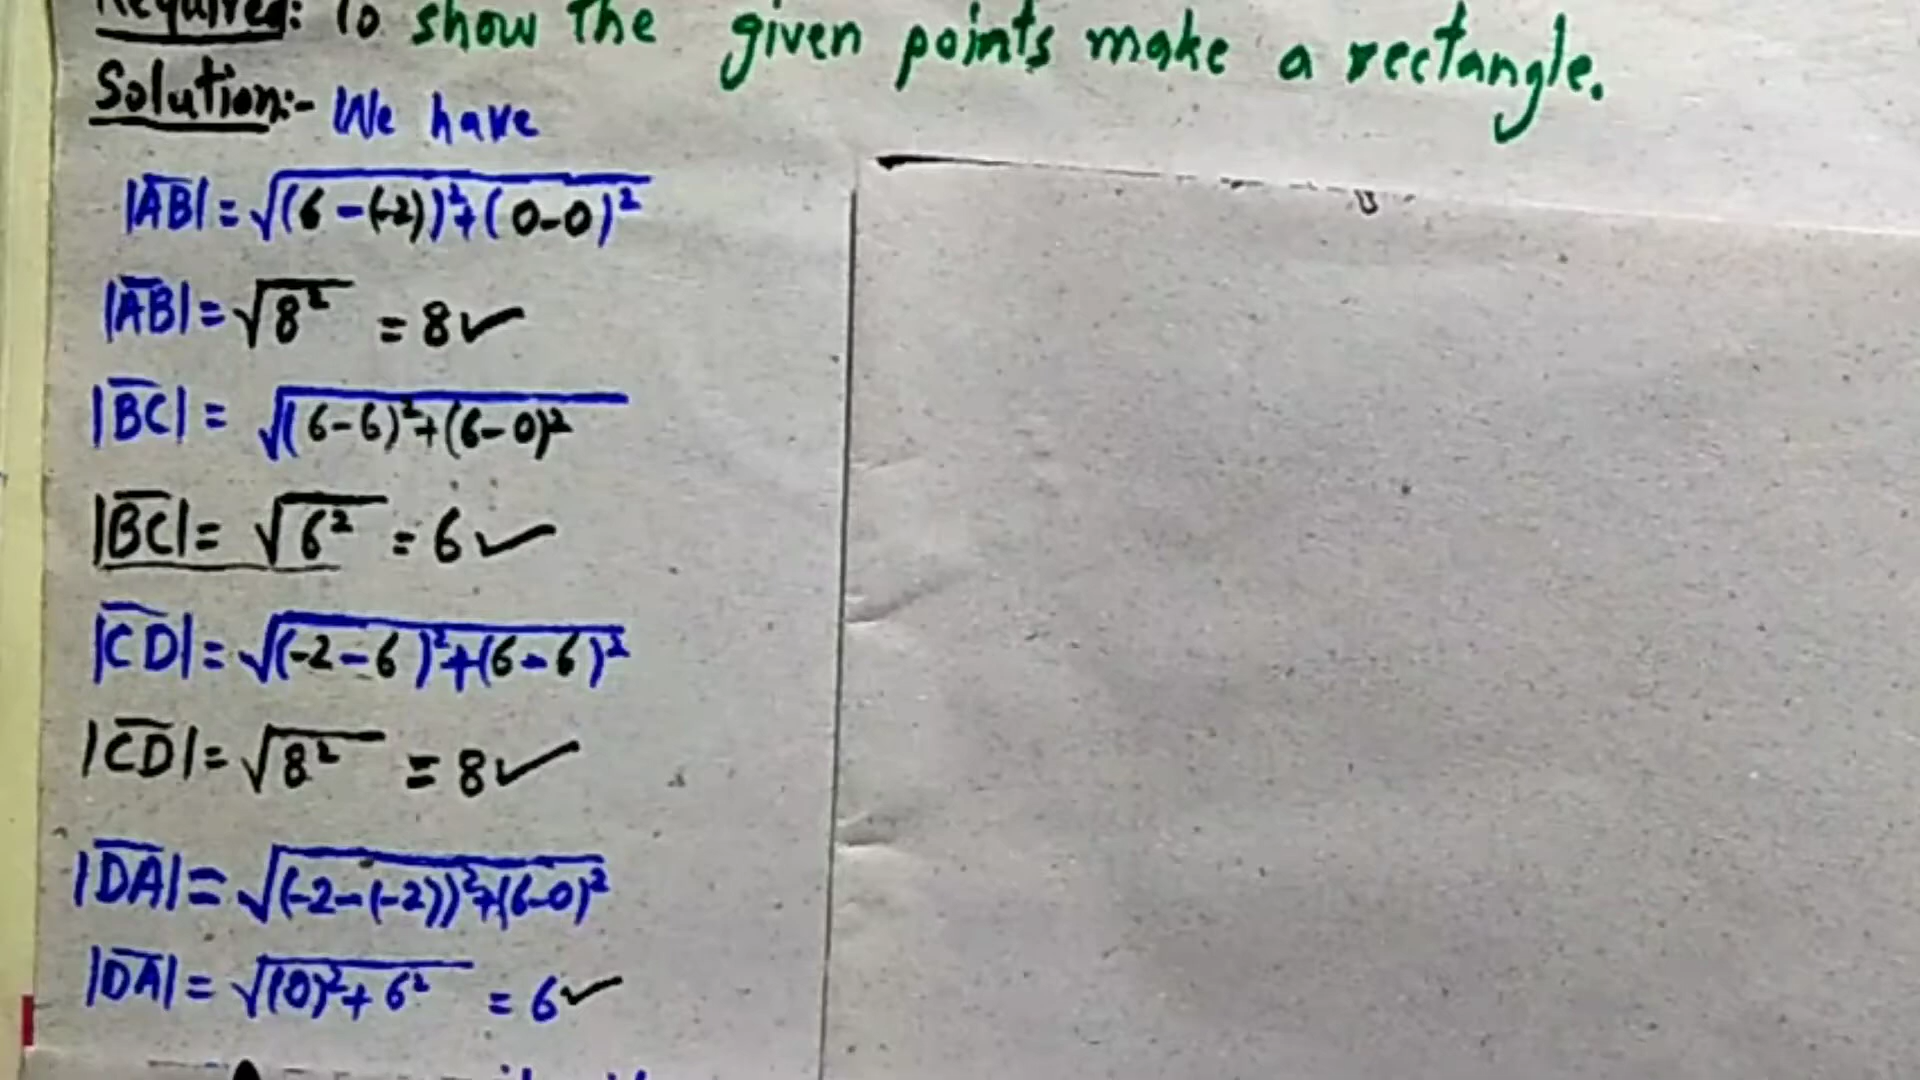 Required: To show the given points make a rectangle.
Solution:- We have
|AB̅| = √(6-(-2))²+(0-0)²
|AB̅| = √8² = 8✓
|BC̅| = √(6-6)²+(6-0)²
|BC̅| = √6² = 6✓
|CD̅| = √(-2-6)²+(6-6)²
|CD̅| = √8² = 8✓
|DA̅| = √(-2-(-2))²+(6-0)²
|DA̅| = √(0)²+6² = 6✓